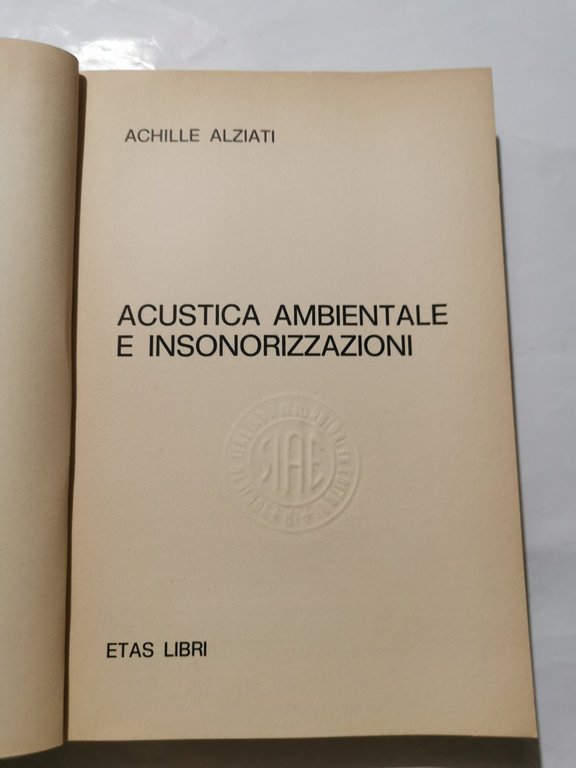 ACHILLE ALZIATI
ACUSTICA AMBIENTALE
E INSONORIZZAZIONI
SIAE
ETAS LIBRI